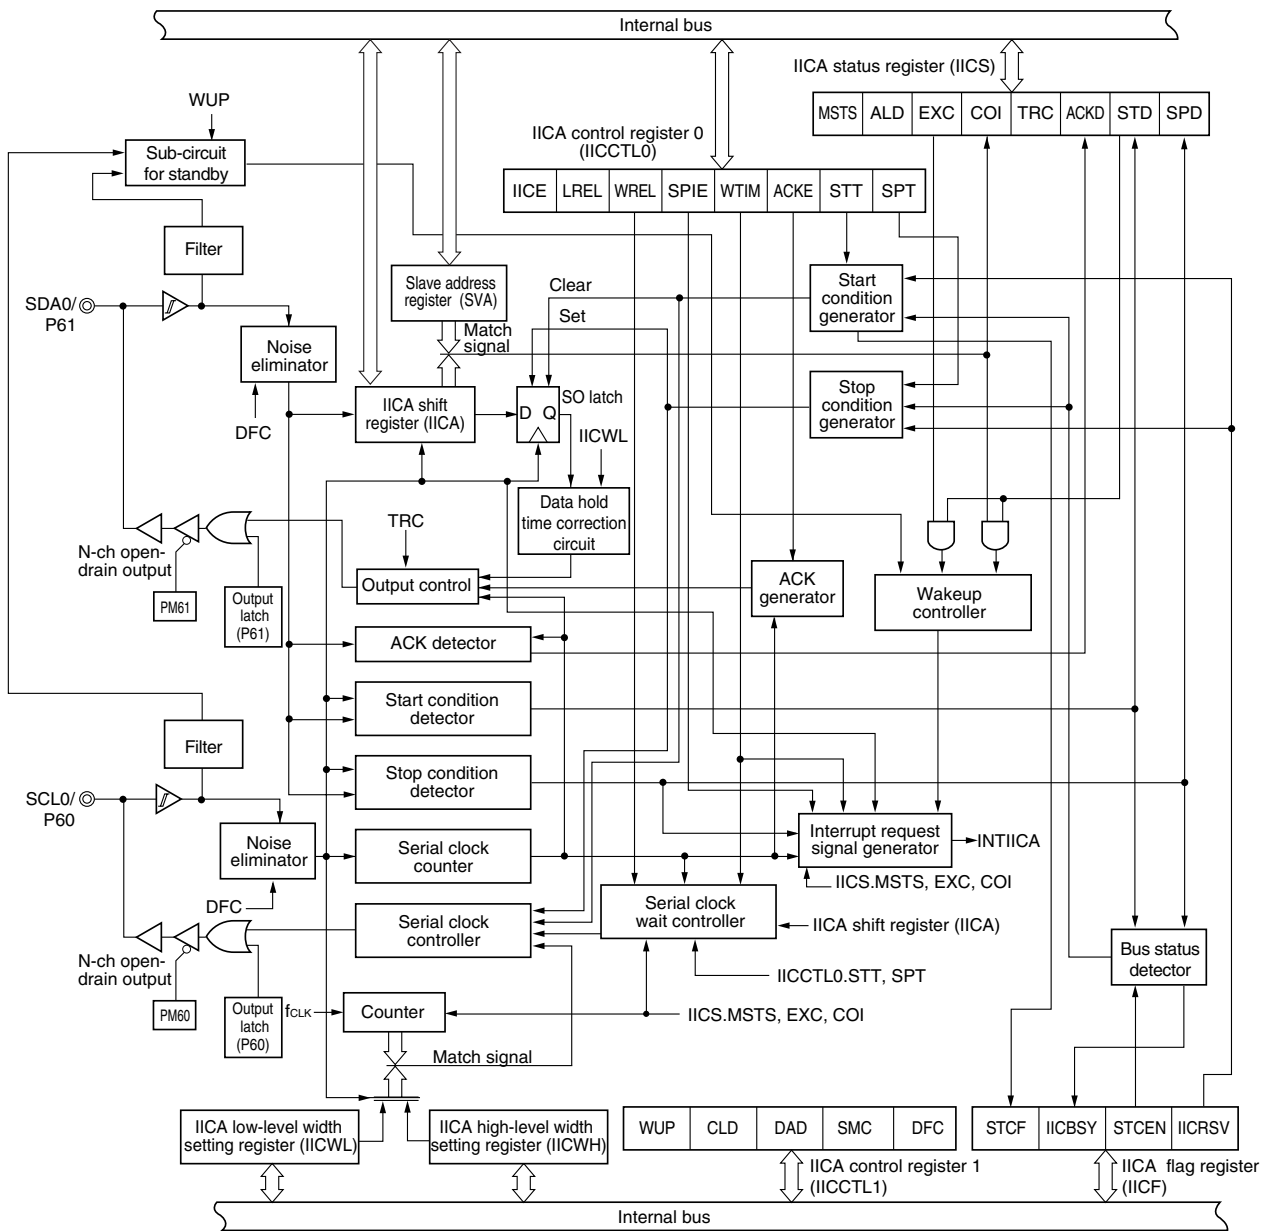 Internal bus
IICA status register (IICS)
MSTS ALD EXC COI TRC ACKD STD SPD
WUP
Sub-circuit
for standby
IICA control register 0
(IICCTL0)
IICE LREL WREL SPIE WTIM ACKE STT SPT
Filter
SDA0/
P61
Slave address
register (SVA)
Clear
Set
Match
signal
Start
condition
generator
Noise
eliminator
DFC
IICA shift
register (IICA)
D Q
SO latch
IICWL
Stop
condition
generator
Data hold
time correction
circuit
TRC
N-ch open-
drain output
PM61
Output
latch
(P61)
Output control
ACK
generator
Wakeup
controller
ACK detector
Start condition
detector
Filter
Stop condition
detector
SCL0/
P60
Noise
eliminator
DFC
Serial clock
counter
Interrupt request
signal generator
INTIICA
IICS.MSTS, EXC, COI
Serial clock
wait controller
IICA shift register (IICA)
Serial clock
controller
N-ch open-
drain output
PM60
Output
latch
(P60)
IICCTL0.STT, SPT
Bus status
detector
fCLK
Counter
IICS.MSTS, EXC, COI
Match signal
IICA low-level width
setting register (IICWL)
IICA high-level width
setting register (IICWH)
WUP CLD DAD SMC DFC
IICA control register 1
(IICCTL1)
STCF IICBSY STCEN IICRSV
IICA flag register
(IICF)
Internal bus